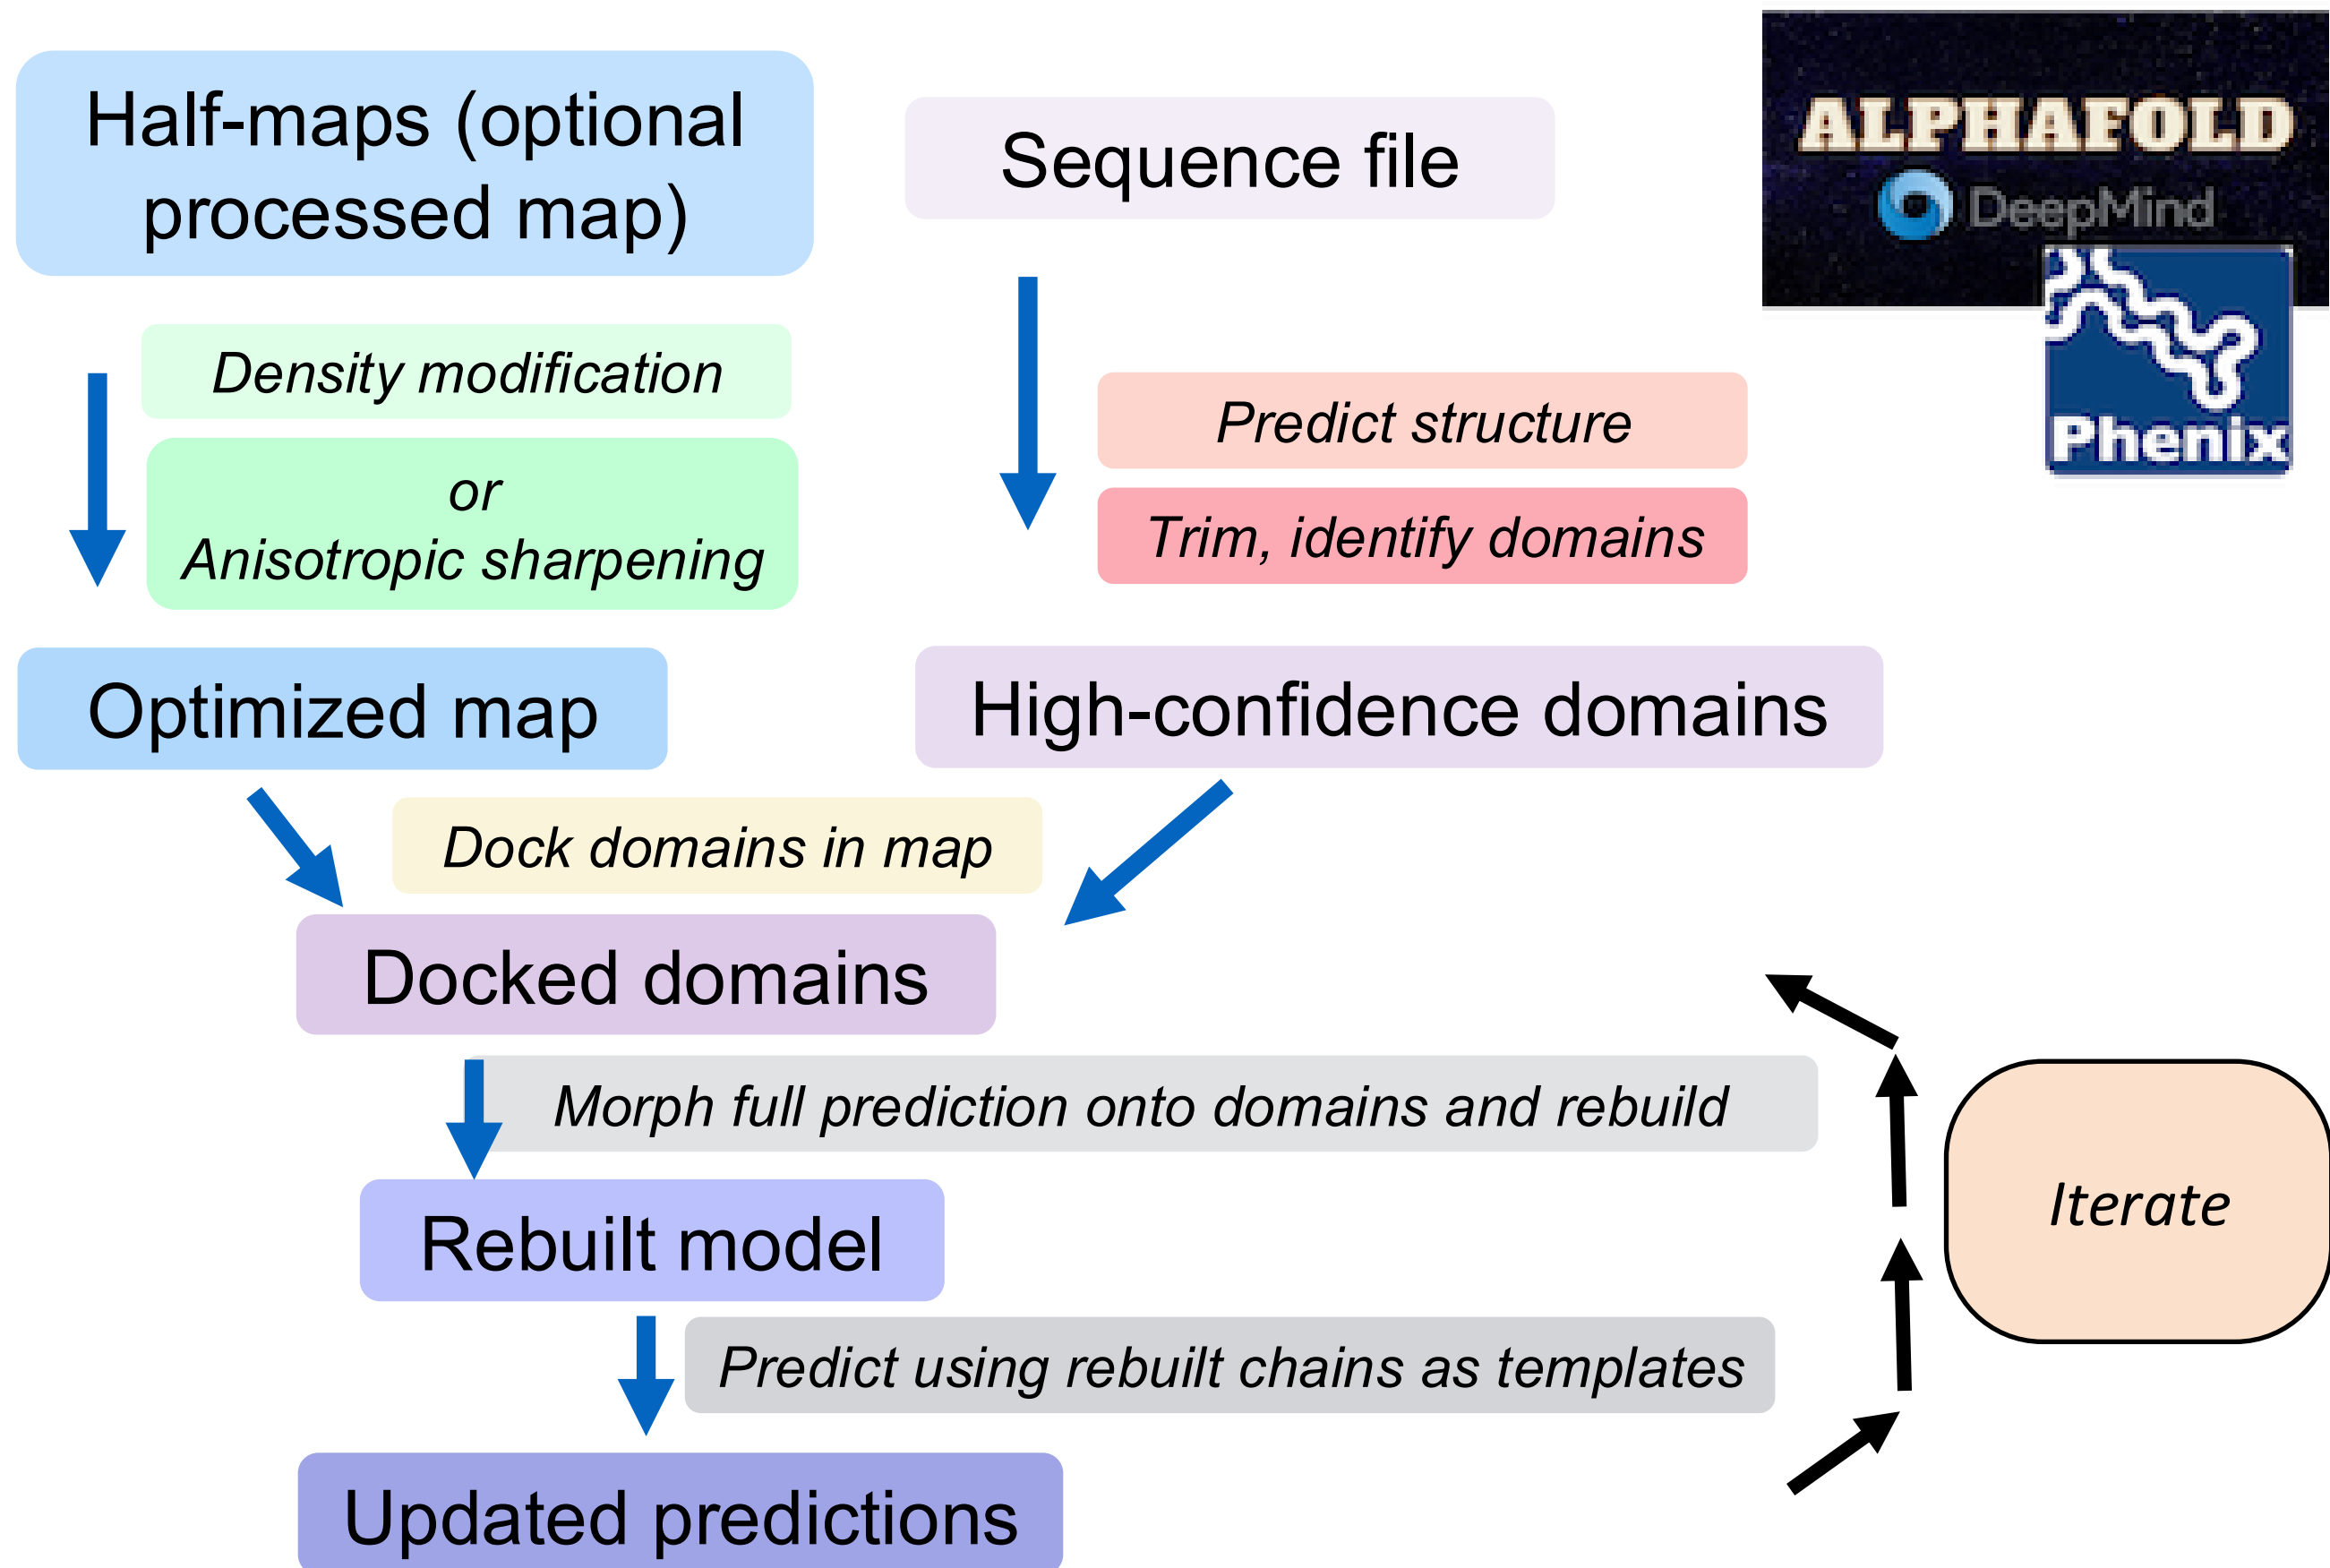 Half-maps (optional
processed map)
Sequence file
ALPHAFOLD
DeepMind
Phenix
Density modification
or
Anisotropic sharpening
Predict structure
Trim, identify domains
Optimized map
High-confidence domains
Dock domains in map
Docked domains
Morph full prediction onto domains and rebuild
Iterate
Rebuilt model
Predict using rebuilt chains as templates
Updated predictions